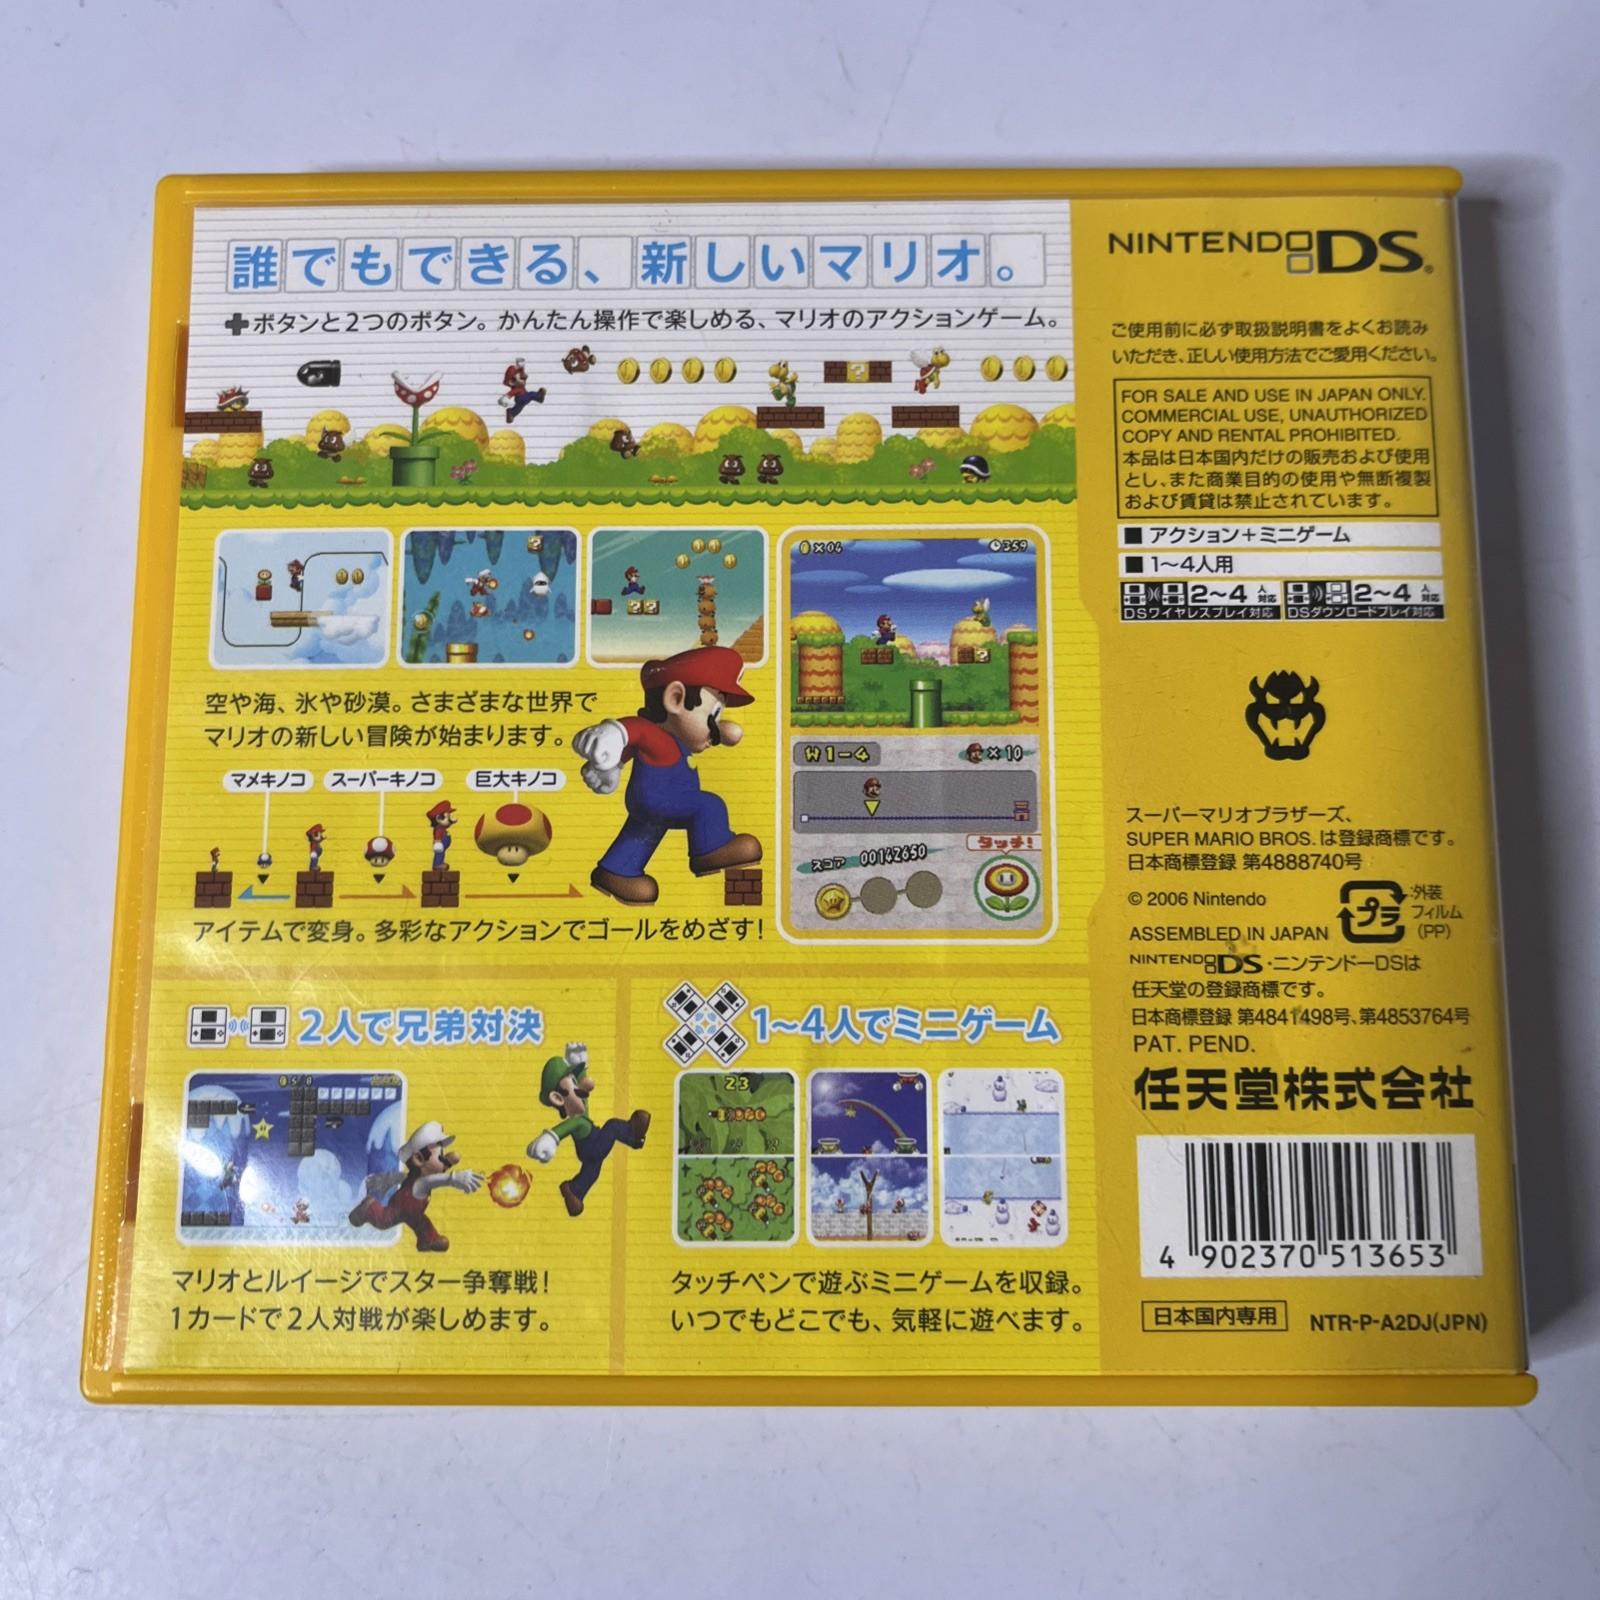 誰でもできる、新しいマリオ。
✚ボタンと2つのボタン。かんたん操作で楽しめる、マリオのアクションゲーム。
×04
359
W1-4
×10
タッチ!
スコア 00142650
空や海、氷や砂漠。さまざまな世界で
マリオの新しい冒険が始まります。
マメキノコ
スーパーキノコ
巨大キノコ
アイテムで変身。多彩なアクションでゴールをめざす!
2人で兄弟対決
マリオとルイージでスター争奪戦!
1カードで2人対戦が楽しめます。
1~4人でミニゲーム
23
タッチペンで遊ぶミニゲームを収録。
いつでもどこでも、気軽に遊べます。
NINTENDO DS®
ご使用前に必ず取扱説明書をよくお読み
いただき、正しい使用方法でご愛用ください。
FOR SALE AND USE IN JAPAN ONLY.
COMMERCIAL USE, UNAUTHORIZED
COPY AND RENTAL PROHIBITED.
本品は日本国内だけの販売および使用
とし、また商業目的の使用や無断複製
および賃貸は禁止されています。
■ アクション+ミニゲーム
■ 1~4人用
2~4人対応
DSワイヤレスプレイ対応
2~4人対応
DSダウンロードプレイ対応
スーパーマリオブラザーズ、
SUPER MARIO BROS. は登録商標です。
日本商標登録 第4888740号
© 2006 Nintendo
プラ
外装
フィルム
(PP)
ASSEMBLED IN JAPAN
NINTENDO DS・ニンテンドーDSは
任天堂の登録商標です。
日本商標登録 第4841498号、第4853764号
PAT. PEND.
任天堂株式会社
4 902370 513653
日本国内専用
NTR-P-A2DJ(JPN)